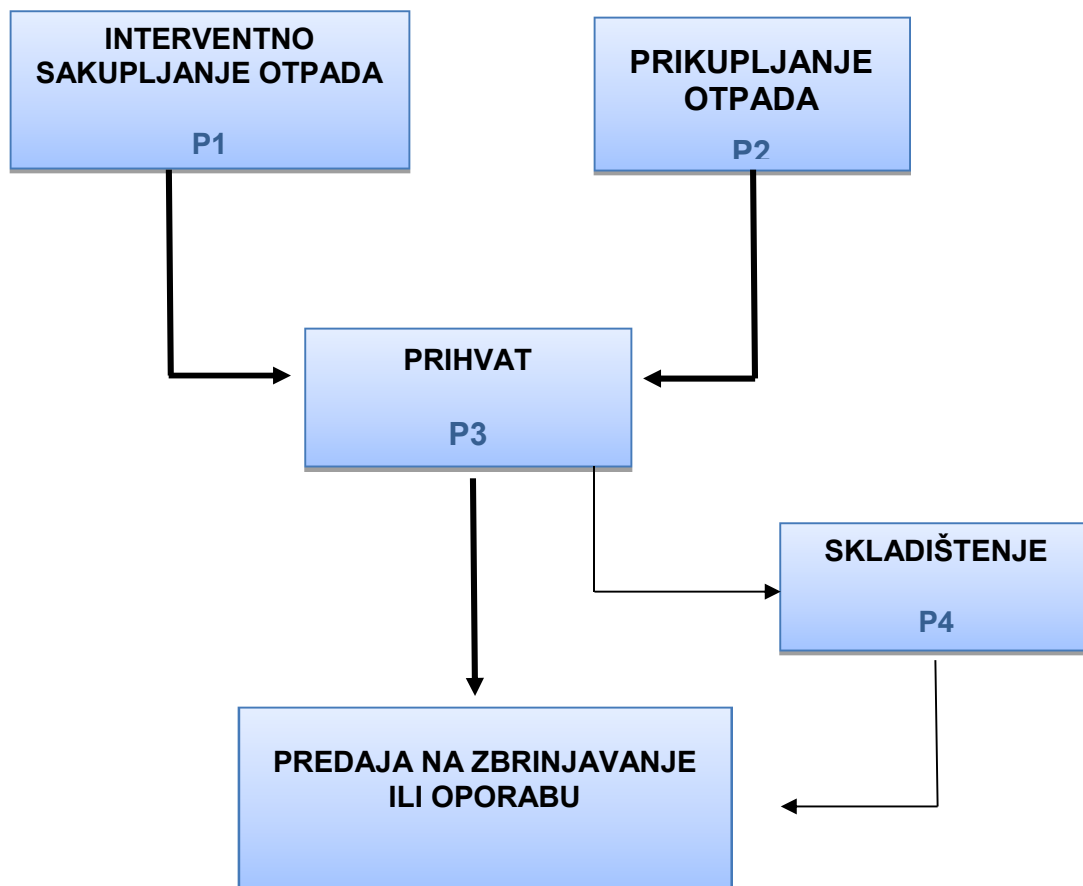 INTERVENTNO
SAKUPLJANJE OTPADA
P1
PRIKUPLJANJE
OTPADA
P2
PRIHVAT
P3
SKLADIŠTENJE
P4
PREDAJA NA ZBRINJAVANJE
ILI OPORABU